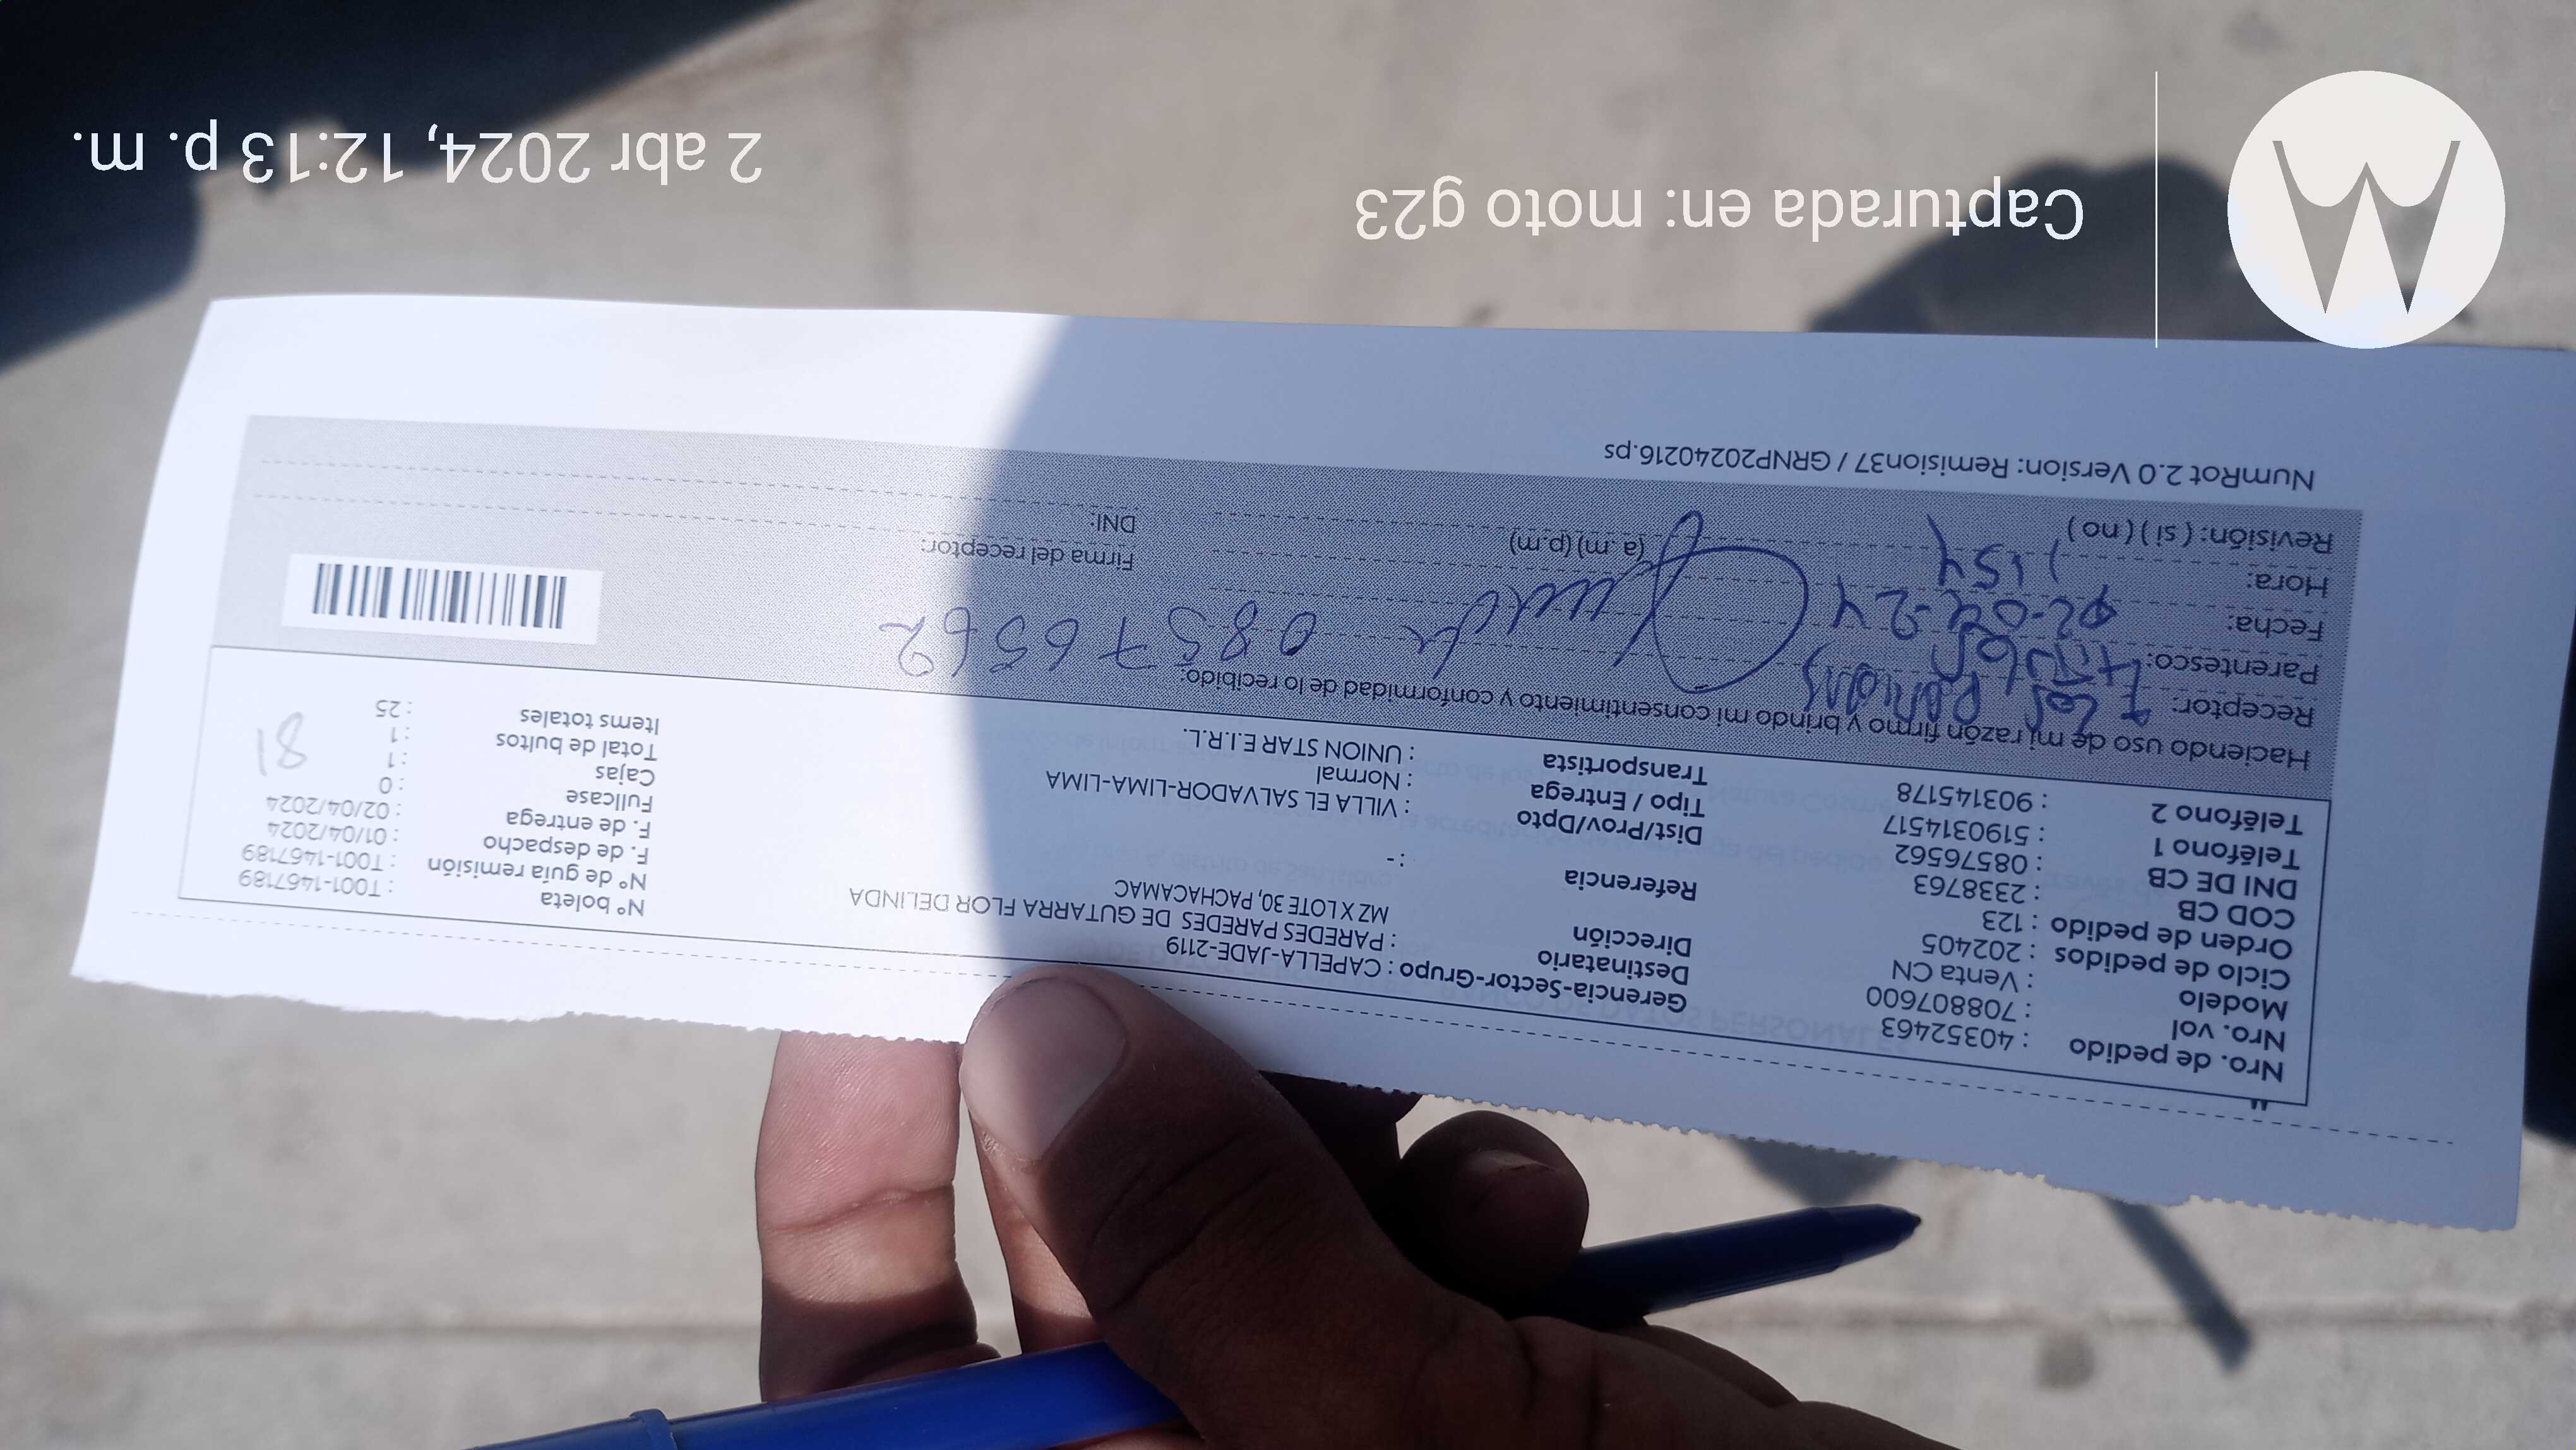 Nro. de pedido : 40352463
Nro. vol : 708807600
Modelo : Venta CN
Ciclo de pedidos : 202405
Orden de pedido : 123
COD CB : 2338763
DNI DE CB : 08576562
Teléfono 1 : 5190314517
Teléfono 2 : 903145178
Gerencia-Sector-Grupo : CAPELLA-JADE-2119
Destinatario : PAREDES PAREDES DE GUTARRA FLOR DELINDA
Dirección MZ X LOTE 30, PACHACAMAC
Referencia : -
Dist/Prov/Dpto : VILLA EL SALVADOR-LIMA-LIMA
Tipo / Entrega : Normal
Transportista : UNION STAR E.I.R.L.
N° boleta : T001-1467189
N° de guía remisión : T001-1467189
F. de despacho : 01/04/2024
F. de entrega : 02/04/2024
Fullcase : 0
Cajas : 1
Total de bultos : 1
Items totales : 25
81
Haciendo uso de mi razón firmo y brindo mi consentimiento y conformidad de lo recibido:
Receptor:
Parentesco:
Fecha:
Hora: (a .m) (p.m)
Revisión: ( si ) ( no )
08576562
Firma del receptor:
DNI:
NumRot 2.0 Version: Remision37 / GRNP20240216.ps
Capturada en: moto g23
2 abr 2024, 12:13 p. m.